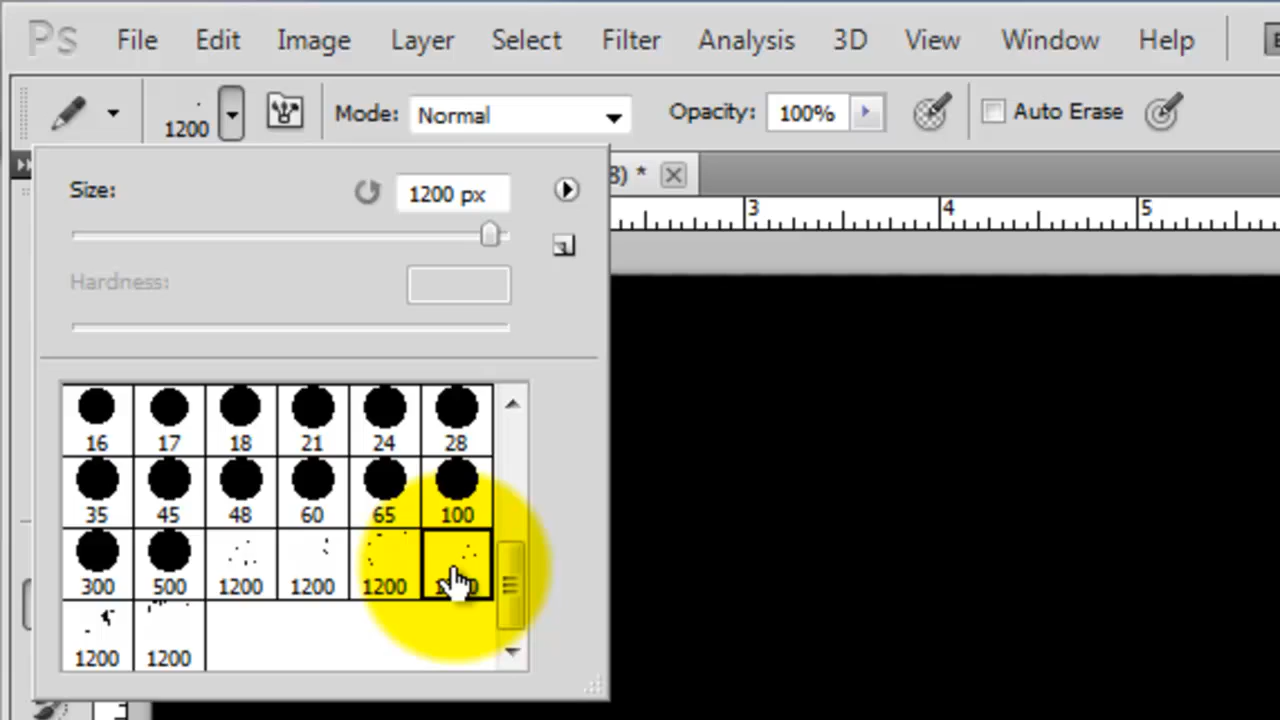 Ps File Edit Image Layer Select Filter Analysis 3D View Window Help
1200 Mode: Normal Opacity: 100% Auto Erase
8) *
Size: 1200 px
3 4 5
Hardness:
16 17 18 21 24 28
35 45 48 60 65 100
300 500 1200 1200 1200
1200 1200